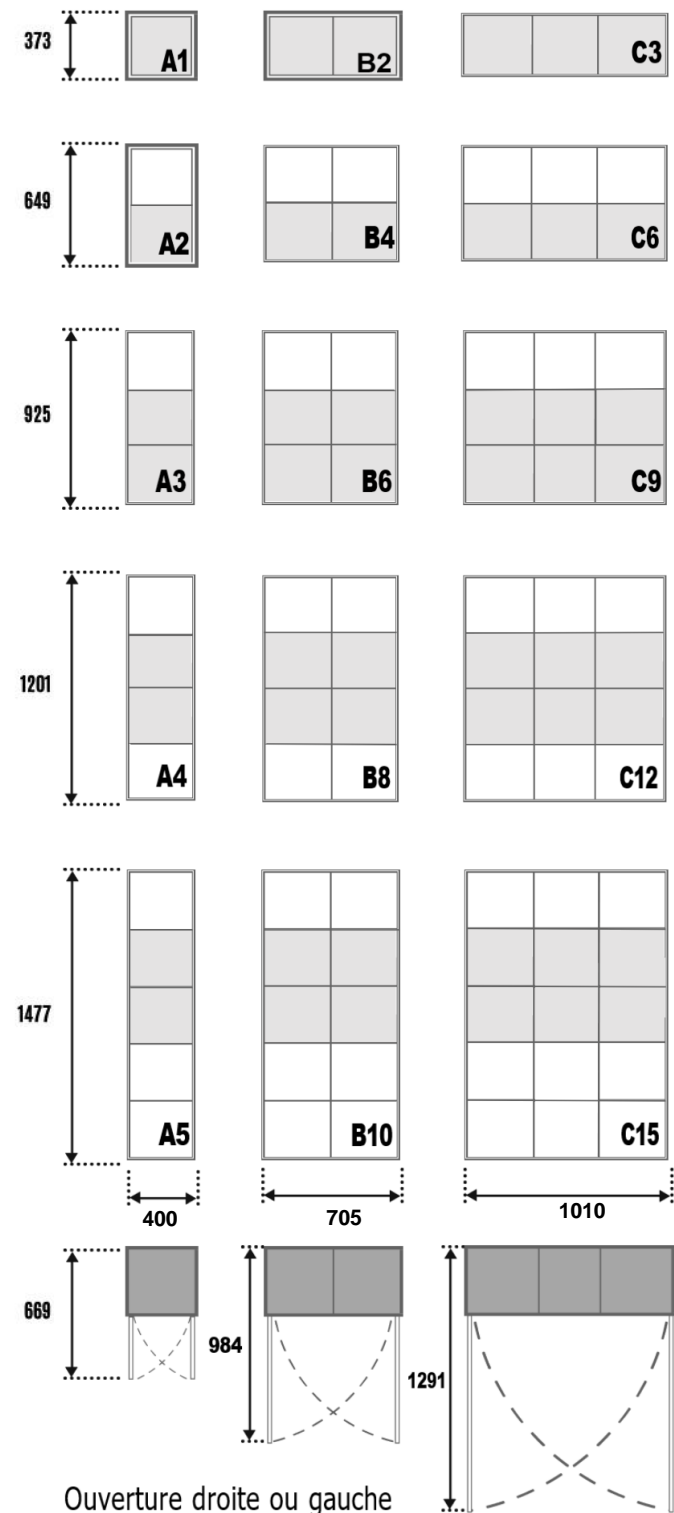 373
A1
B2
C3
649
A2
B4
C6
925
A3
B6
C9
1201
A4
B8
C12
1477
A5
B10
C15
400
705
1010
669
984
1291
Ouverture droite ou gauche